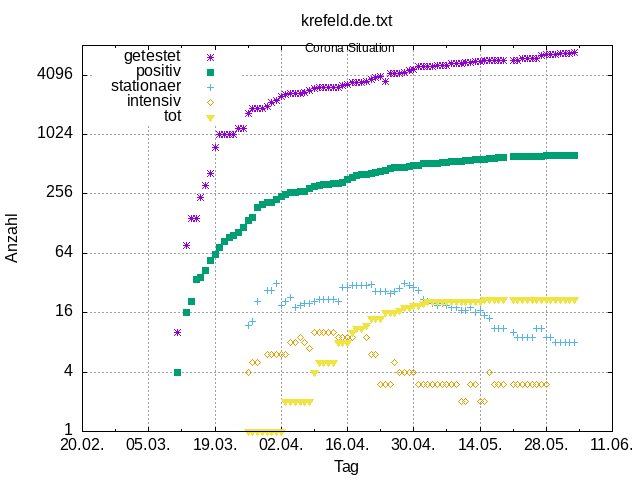 krefeld.de.txt
Corona Situation
getestet
positiv
stationaer
intensiv
tot
4096
1024
256
64
16
4
1
Anzahl
20.02. 05.03. 19.03. 02.04. 16.04. 30.04. 14.05. 28.05. 11.06.
Tag